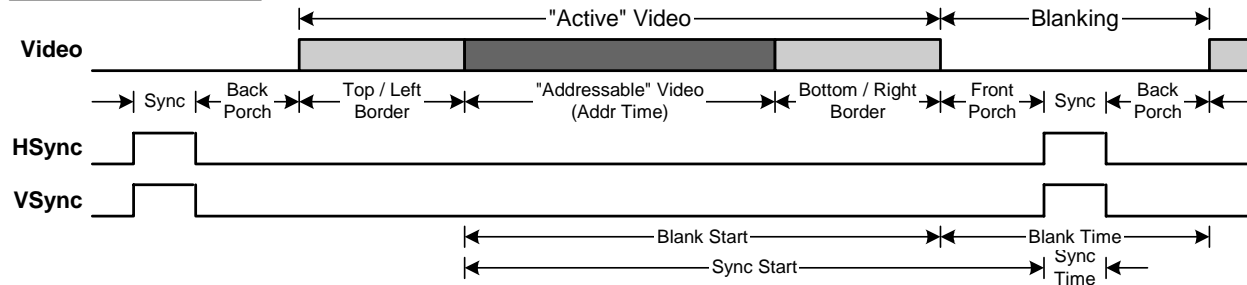 "Active" Video
Blanking
Video
Sync
Back
Porch
Top / Left
Border
"Addressable" Video
(Addr Time)
Bottom / Right
Border
Front
Porch
Sync
Back
Porch
HSync
VSync
Blank Start
Blank Time
Sync Start
Sync
Time